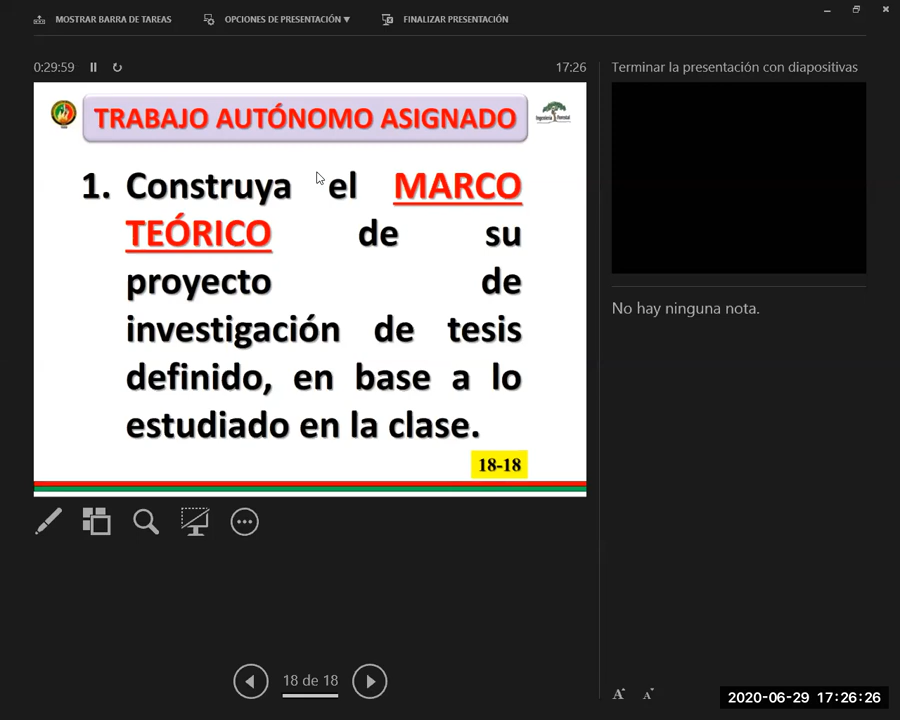 MOSTRAR BARRA DE TAREAS OPCIONES DE PRESENTACIÓN ▼ FINALIZAR PRESENTACIÓN
0:29:59 17:26 Terminar la presentación con diapositivas
TRABAJO AUTÓNOMO ASIGNADO
Ingeniería Forestal
1. Construya el MARCO
TEÓRICO de su
proyecto de
investigación de tesis
definido, en base a lo
estudiado en la clase.
18-18
No hay ninguna nota.
18 de 18
A A
2020-06-29 17:26:26